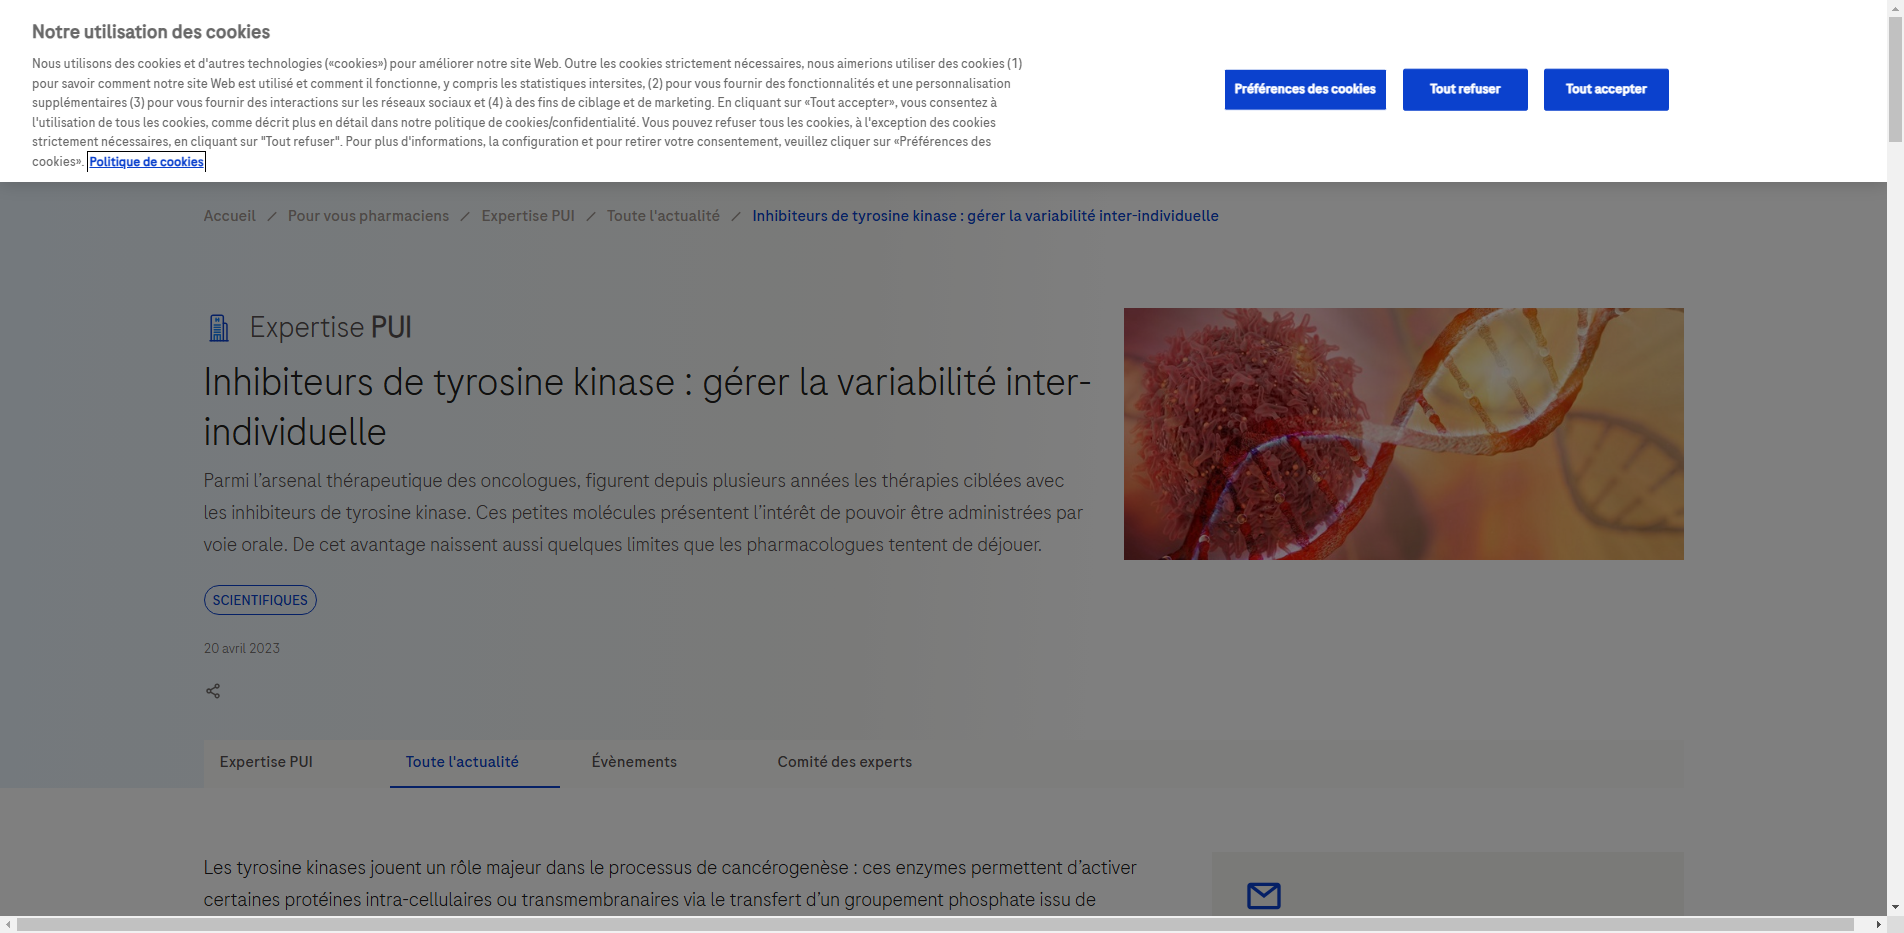 Notre utilisation des cookies
Nous utilisons des cookies et d'autres technologies («cookies») pour améliorer notre site Web. Outre les cookies strictement nécessaires, nous aimerions utiliser des cookies (1)
pour savoir comment notre site Web est utilisé et comment il fonctionne, y compris les statistiques intersites, (2) pour vous fournir des fonctionnalités et une personnalisation
supplémentaires (3) pour vous fournir des interactions sur les réseaux sociaux et (4) à des fins de ciblage et de marketing. En cliquant sur «Tout accepter», vous consentez à
l'utilisation de tous les cookies, comme décrit plus en détail dans notre politique de cookies/confidentialité. Vous pouvez refuser tous les cookies, à l'exception des cookies
strictement nécessaires, en cliquant sur "Tout refuser". Pour plus d'informations, la configuration et pour retirer votre consentement, veuillez cliquer sur «Préférences des
cookies». Politique de cookies
Préférences des cookies
Tout refuser
Tout accepter
Accueil / Pour vous pharmaciens / Expertise PUI / Toute l'actualité / Inhibiteurs de tyrosine kinase : gérer la variabilité inter-individuelle
Expertise PUI
Inhibiteurs de tyrosine kinase : gérer la variabilité inter-
individuelle
Parmi l’arsenal thérapeutique des oncologues, figurent depuis plusieurs années les thérapies ciblées avec
les inhibiteurs de tyrosine kinase. Ces petites molécules présentent l’intérêt de pouvoir être administrées par
voie orale. De cet avantage naissent aussi quelques limites que les pharmacologues tentent de déjouer.
SCIENTIFIQUES
20 avril 2023
Expertise PUI
Toute l'actualité
Évènements
Comité des experts
Les tyrosine kinases jouent un rôle majeur dans le processus de cancérogenèse : ces enzymes permettent d’activer
certaines protéines intra-cellulaires ou transmembranaires via le transfert d’un groupement phosphate issu de